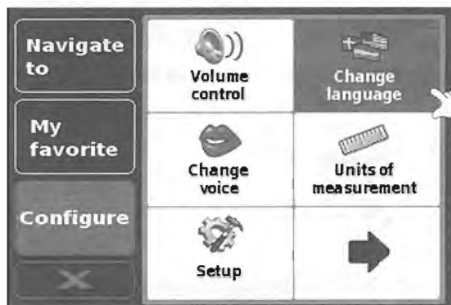 Navigate
to
My
favorite
Configure
Volume
control
Change
language
Change
voice
Units of
measurement
Setup